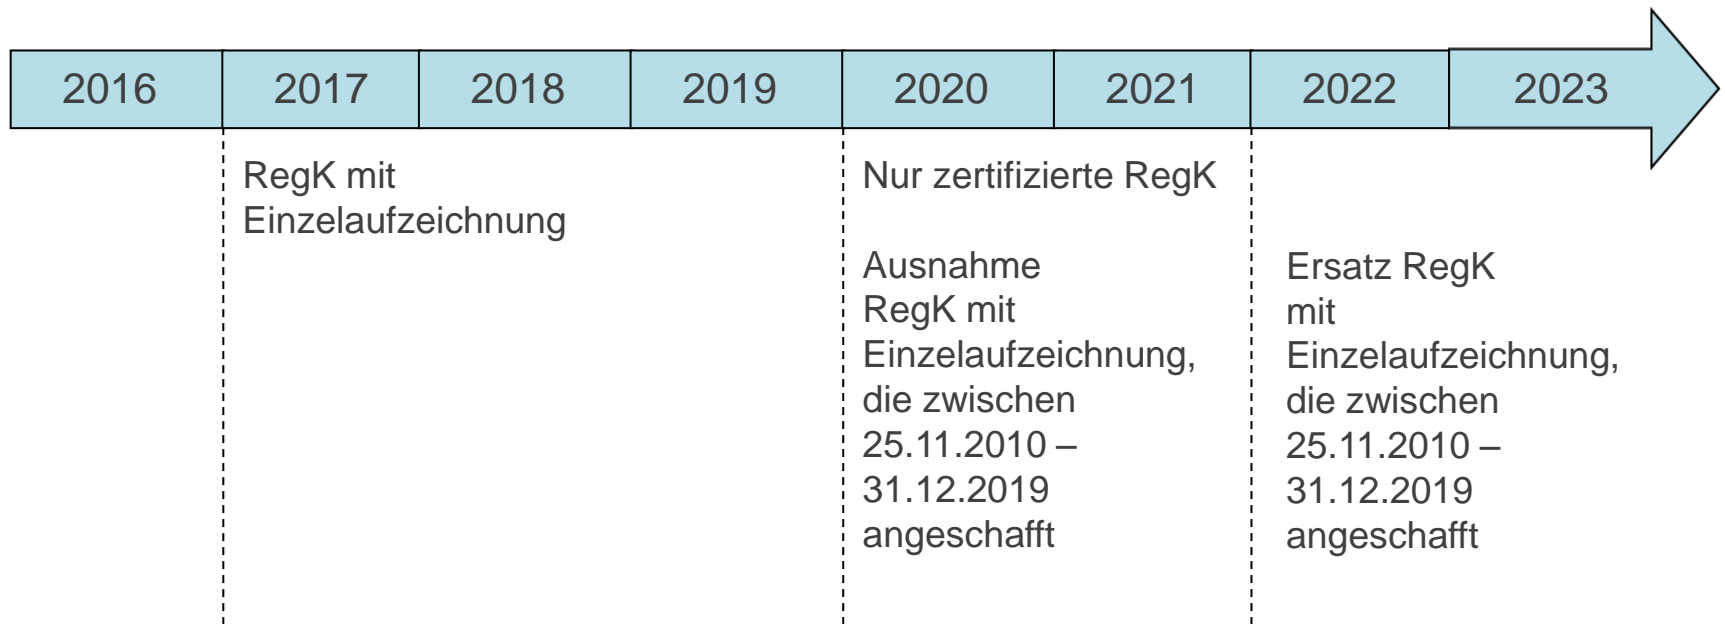 2016 2017 2018 2019 2020 2021 2022 2023
RegK mit
Einzelaufzeichnung
Nur zertifizierte RegK
Ausnahme
RegK mit
Einzelaufzeichnung,
die zwischen
25.11.2010 –
31.12.2019
angeschafft
Ersatz RegK
mit
Einzelaufzeichnung,
die zwischen
25.11.2010 –
31.12.2019
angeschafft